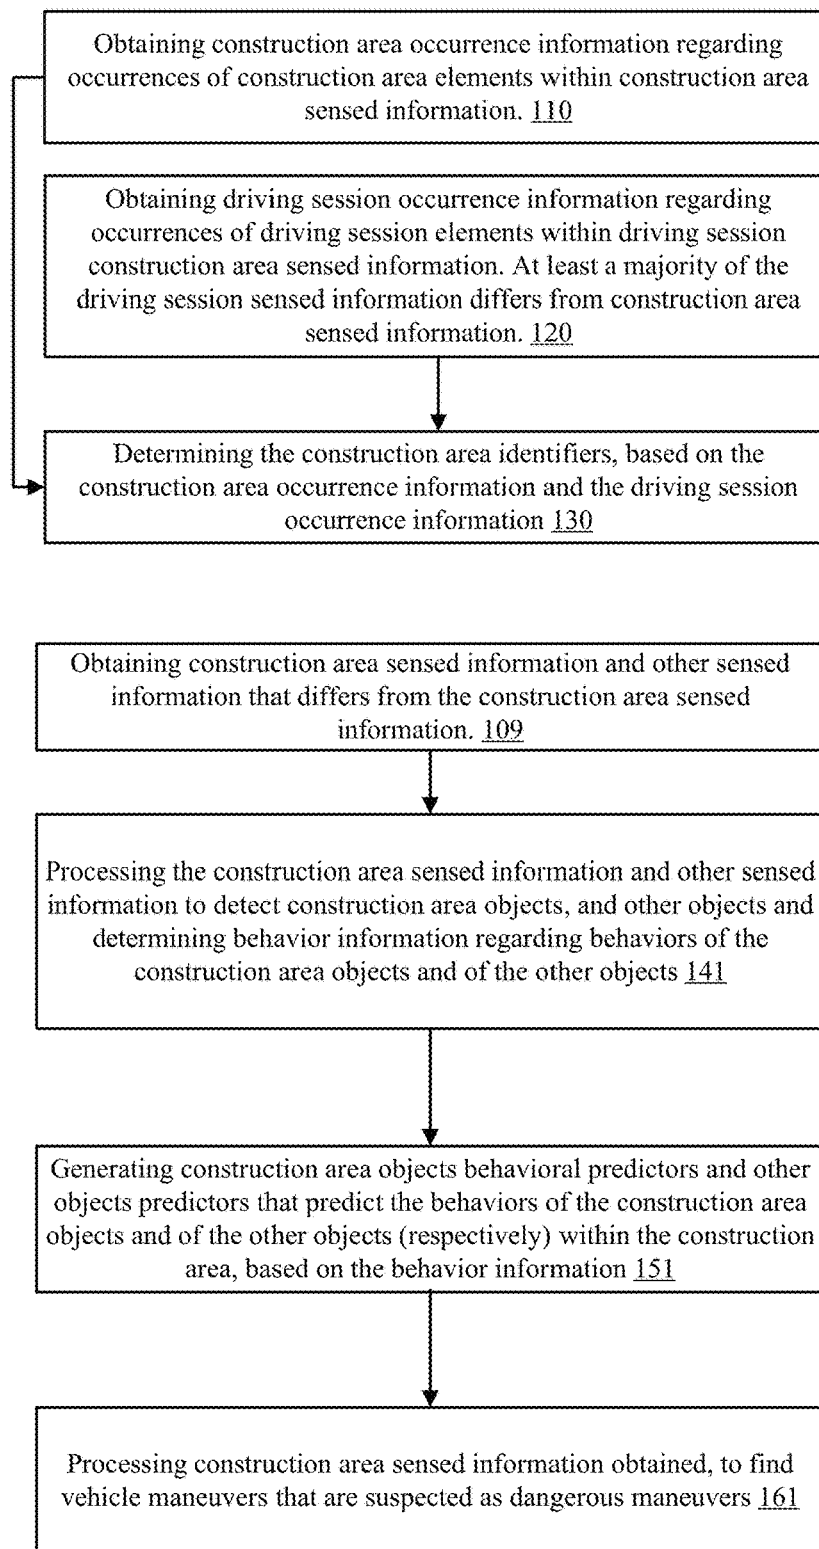 Obtaining construction area occurrence information regarding
occurrences of construction area elements within construction area
sensed information. 110
Obtaining driving session occurrence information regarding
occurrences of driving session elements within driving session
construction area sensed information. At least a majority of the
driving session sensed information differs from construction area
sensed information. 120
Determining the construction area identifiers, based on the
construction area occurrence information and the driving session
occurrence information 130
Obtaining construction area sensed information and other sensed
information that differs from the construction area sensed
information. 109
Processing the construction area sensed information and other sensed
information to detect construction area objects, and other objects and
determining behavior information regarding behaviors of the
construction area objects and of the other objects 141
Generating construction area objects behavioral predictors and other
objects predictors that predict the behaviors of the construction area
objects and of the other objects (respectively) within the construction
area, based on the behavior information 151
Processing construction area sensed information obtained, to find
vehicle maneuvers that are suspected as dangerous maneuvers 161